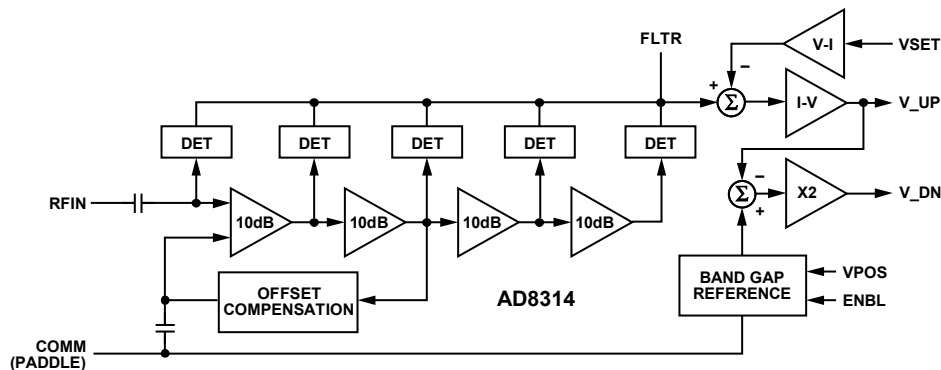 FLTR
V-I
VSET
+
−
Σ
I-V
V_UP
DET
DET
DET
DET
DET
RFIN
10dB
10dB
10dB
10dB
−
Σ
+
X2
V_DN
OFFSET
COMPENSATION
AD8314
BAND GAP
REFERENCE
VPOS
ENBL
COMM
(PADDLE)